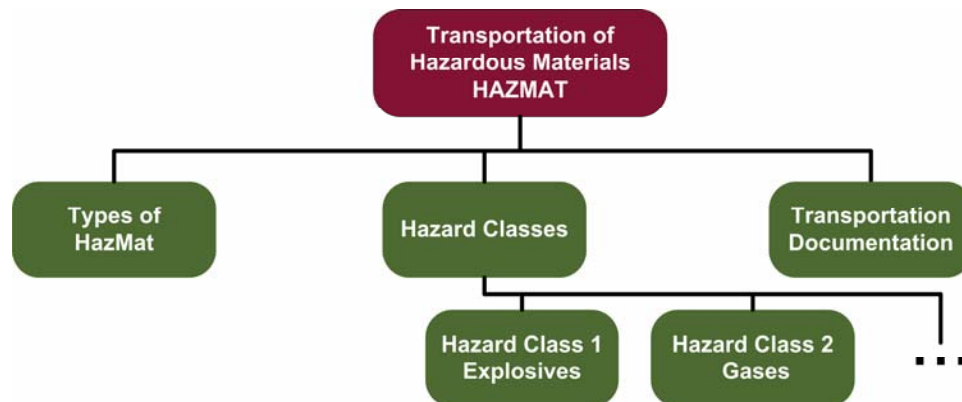 Transportation of
Hazardous Materials
HAZMAT
Types of
HazMat
Hazard Classes
Transportation
Documentation
Hazard Class 1
Explosives
Hazard Class 2
Gases
...